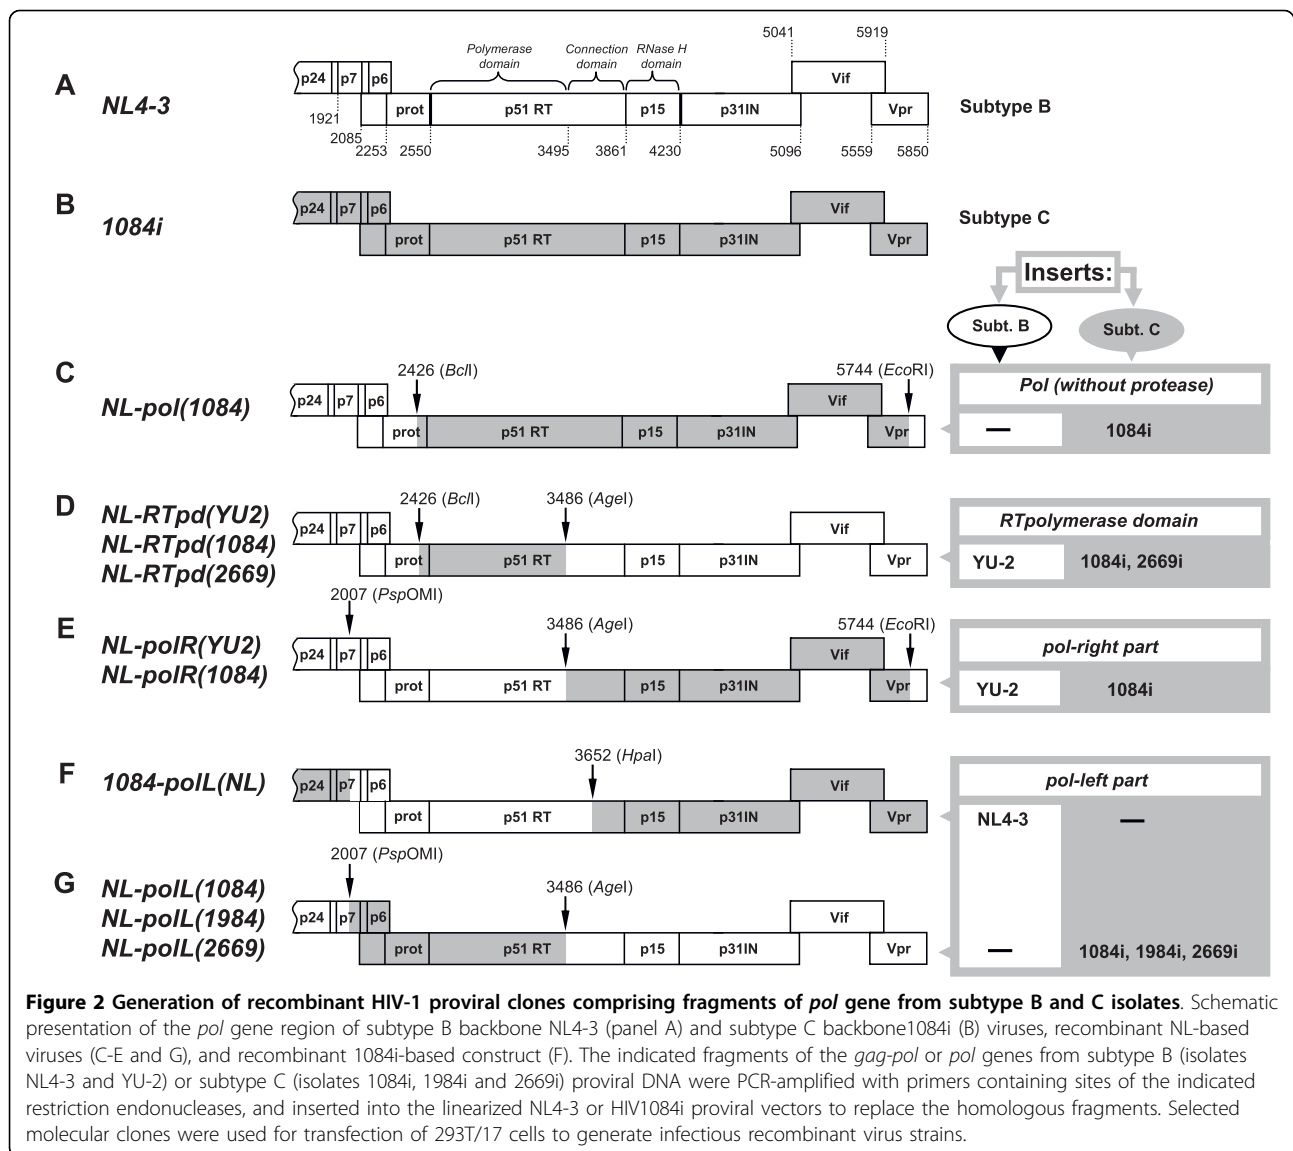 5041 5919
Polymerase domain Connection domain RNase H domain
A
NL4-3
p24 p7 p6 Vif
prot p51 RT p15 p31IN Vpr
Subtype B
1921
2085
2253 2550 3495 3861 4230 5096 5559 5850
B
1084i
p24 p7 p6 Vif
prot p51 RT p15 p31IN Vpr
Subtype C
Inserts:
Subt. B Subt. C
C
NL-pol(1084)
2426 (BclI) 5744 (EcoRI)
p24 p7 p6 Vif
prot p51 RT p15 p31IN Vpr
Pol (without protease)
— 1084i
D
NL-RTpd(YU2)
NL-RTpd(1084)
NL-RTpd(2669)
2426 (BclI) 3486 (AgeI)
p24 p7 p6 Vif
prot p51 RT p15 p31IN Vpr
RTpolymerase domain
YU-2 1084i, 2669i
E
NL-polR(YU2)
NL-polR(1084)
2007 (PspOMI)
3486 (AgeI) 5744 (EcoRI)
p24 p7 p6 Vif
prot p51 RT p15 p31IN Vpr
pol-right part
YU-2 1084i
F
1084-polL(NL)
3652 (HpaI)
p24 p7 p6 Vif
prot p51 RT p15 p31IN Vpr
pol-left part
NL4-3 —
G
NL-polL(1084)
NL-polL(1984)
NL-polL(2669)
2007 (PspOMI)
3486 (AgeI)
p24 p7 p6 Vif
prot p51 RT p15 p31IN Vpr
— 1084i, 1984i, 2669i
Figure 2 Generation of recombinant HIV-1 proviral clones comprising fragments of pol gene from subtype B and C isolates. Schematic
presentation of the pol gene region of subtype B backbone NL4-3 (panel A) and subtype C backbone1084i (B) viruses, recombinant NL-based
viruses (C-E and G), and recombinant 1084i-based construct (F). The indicated fragments of the gag-pol or pol genes from subtype B (isolates
NL4-3 and YU-2) or subtype C (isolates 1084i, 1984i and 2669i) proviral DNA were PCR-amplified with primers containing sites of the indicated
restriction endonucleases, and inserted into the linearized NL4-3 or HIV1084i proviral vectors to replace the homologous fragments. Selected
molecular clones were used for transfection of 293T/17 cells to generate infectious recombinant virus strains.